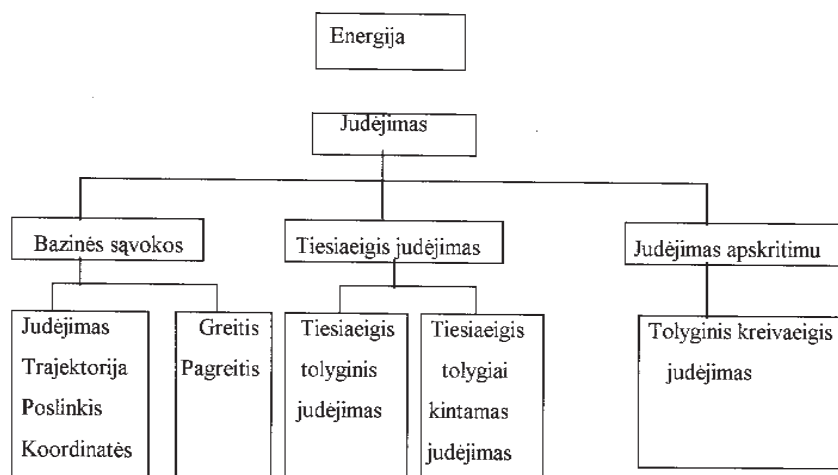 Energija
Judėjimas
Bazinės sąvokos
Tiesiaeigis judėjimas
Judėjimas apskritimu
Judėjimas
Trajektorija
Poslinkis
Koordinatės
Greitis
Pagreitis
Tiesiaeigis
tolyginis
judėjimas
Tiesiaeigis
tolygiai
kintamas
judėjimas
Tolyginis kreivaeigis
judėjimas